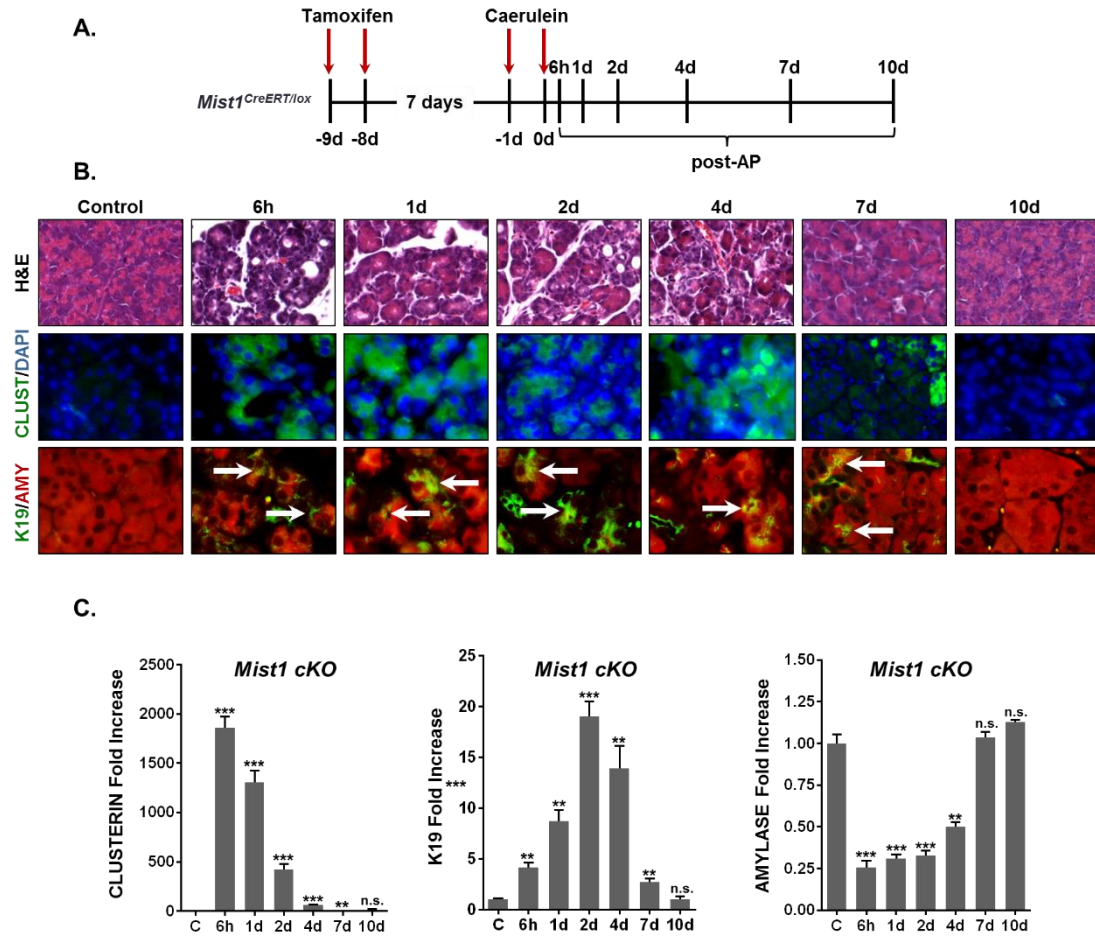 A.
Tamoxifen Caerulein
6h 1d 2d 4d 7d 10d
Mist1CreERT/lox 7 days
-9d -8d -1d 0d
post-AP
B.
Control 6h 1d 2d 4d 7d 10d
H&E
CLUST/DAPI
K19/AMY
C.
Mist1 cKO
CLUSTERIN Fold Increase
2500
2000
1500
1000
500
0
*** *** *** *** ** n.s.
C 6h 1d 2d 4d 7d 10d
Mist1 cKO
K19 Fold Increase
***
25
20
15
10
5
0
** ** *** ** ** n.s.
C 6h 1d 2d 4d 7d 10d
Mist1 cKO
AMYLASE Fold Increase
1.50
1.25
1.00
0.75
0.50
0.25
0.00
*** *** *** ** n.s. n.s.
C 6h 1d 2d 4d 7d 10d